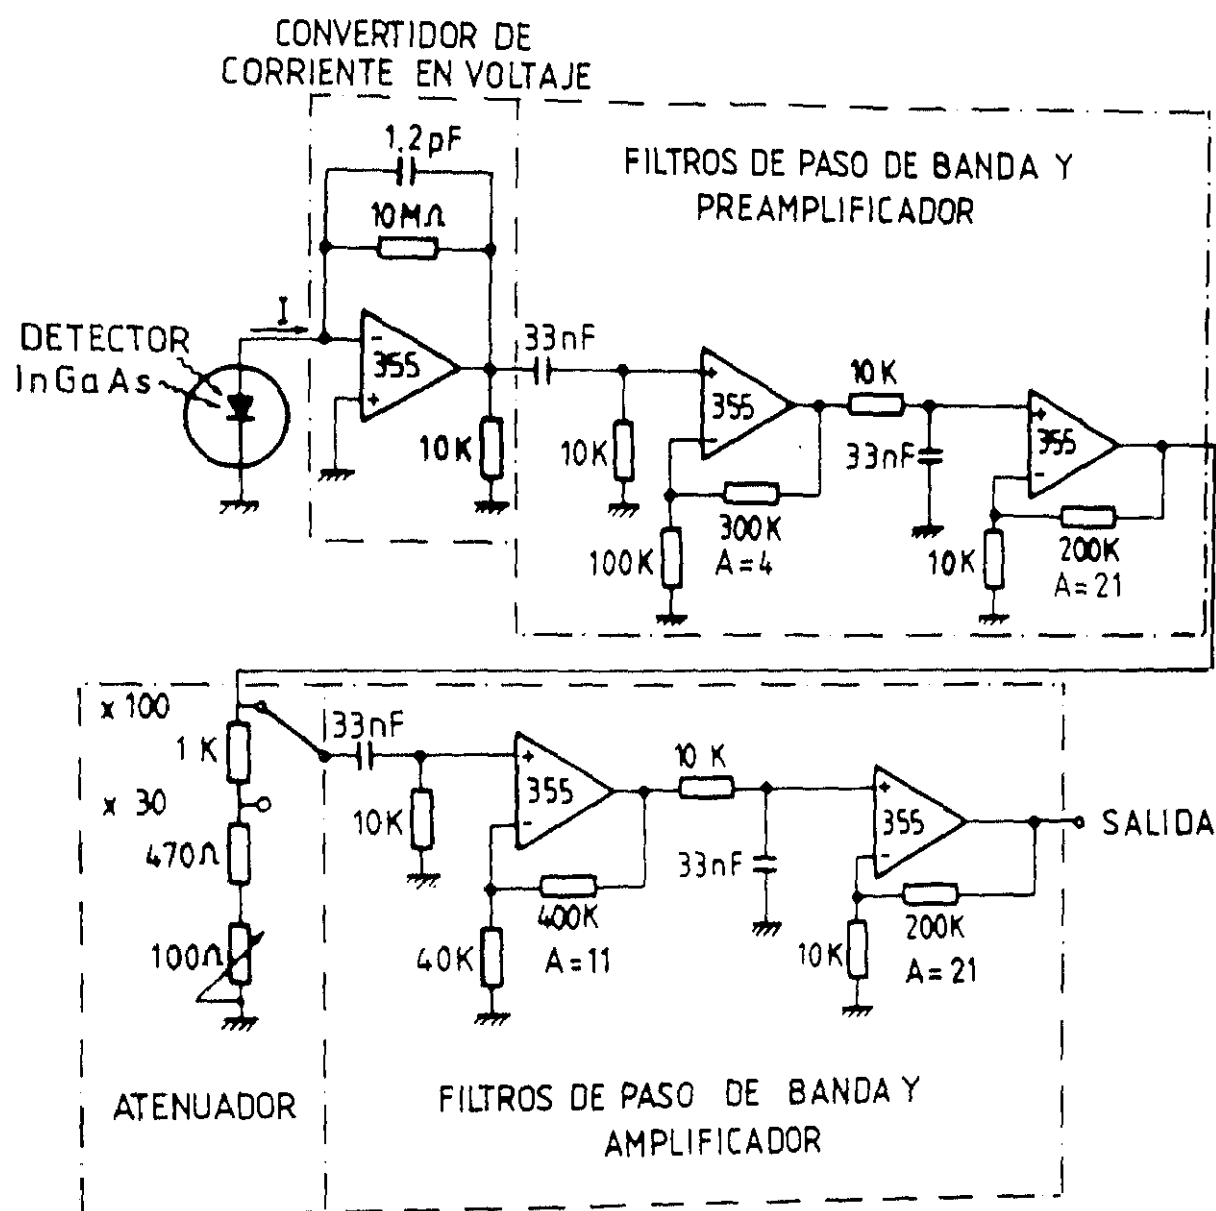 CONVERTIDOR DE
CORRIENTE EN VOLTAJE
1.2pF
10MΩ
FILTROS DE PASO DE BANDA Y
PREAMPLIFICADOR
I
DETECTOR
InGaAs
-
355
+
33nF
10K
10K
+
355
-
300K
A=4
100K
10K
33nF
+
355
-
200K
A=21
10K
x 100
1 K
x 30
470Ω
100Ω
33nF
10K
+
355
-
400K
A=11
40K
10 K
33nF
+
355
-
200K
A=21
10K
SALIDA
ATENUADOR
FILTROS DE PASO DE BANDA Y
AMPLIFICADOR